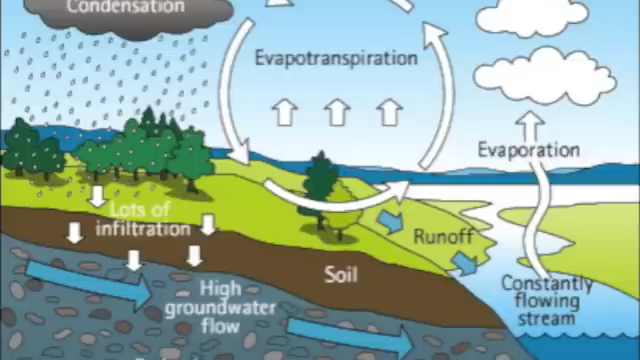 Condensation
Evapotranspiration
Evaporation
Lots of
infiltration
Runoff
Soil
Constantly
flowing
stream
High
groundwater
flow